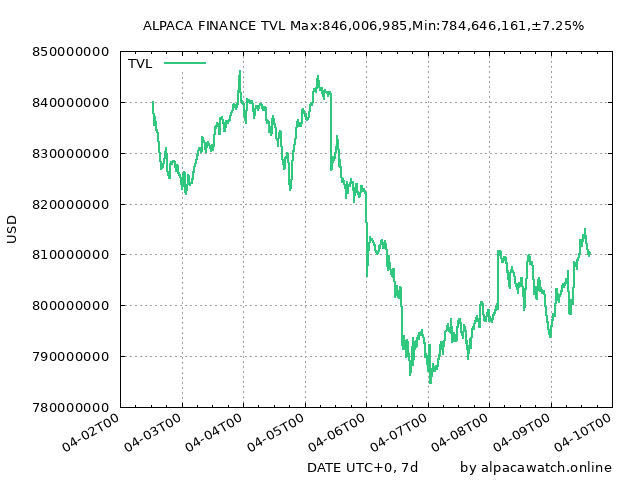 ALPACA FINANCE TVL Max:846,006,985,Min:784,646,161,±7.25%
TVL
850000000
840000000
830000000
820000000
810000000
800000000
790000000
780000000
USD
04-02T00
04-03T00
04-04T00
04-05T00
04-06T00
04-07T00
04-08T00
04-09T00
04-10T00
DATE UTC+0, 7d
by alpacawatch.online